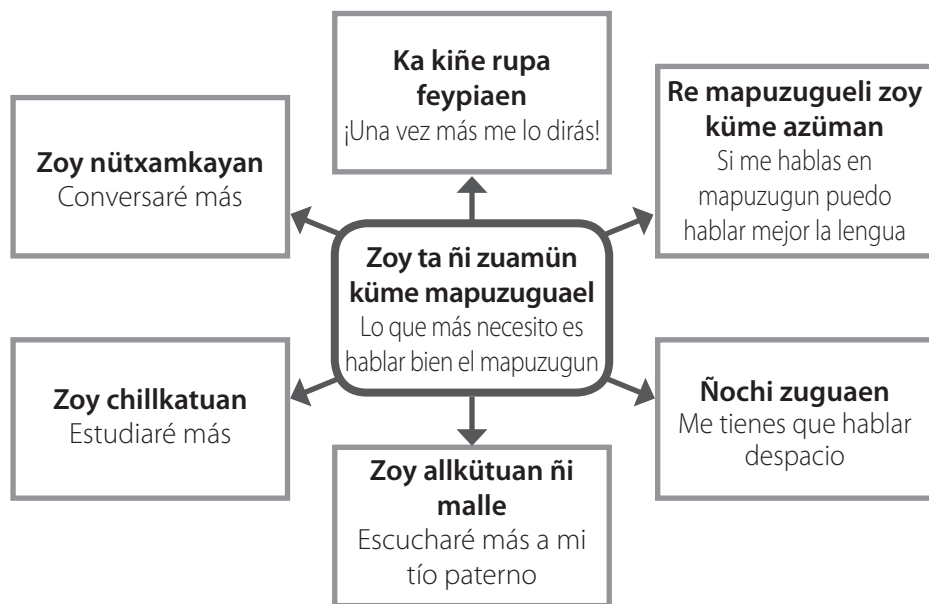 Ka kiñe rupa
feypiaen
¡Una vez más me lo dirás!
Re mapuzugueli zoy
küme azüman
Si me hablas en
mapuzugun puedo
hablar mejor la lengua
Zoy nütxamkayan
Conversaré más
Zoy ta ñi zuamün
küme mapuzuguael
Lo que más necesito es
hablar bien el mapuzugun
Zoy chillkatuan
Estudiaré más
Ñochi zuguaen
Me tienes que hablar
despacio
Zoy allkütuan ñi
malle
Escucharé más a mi
tío paterno